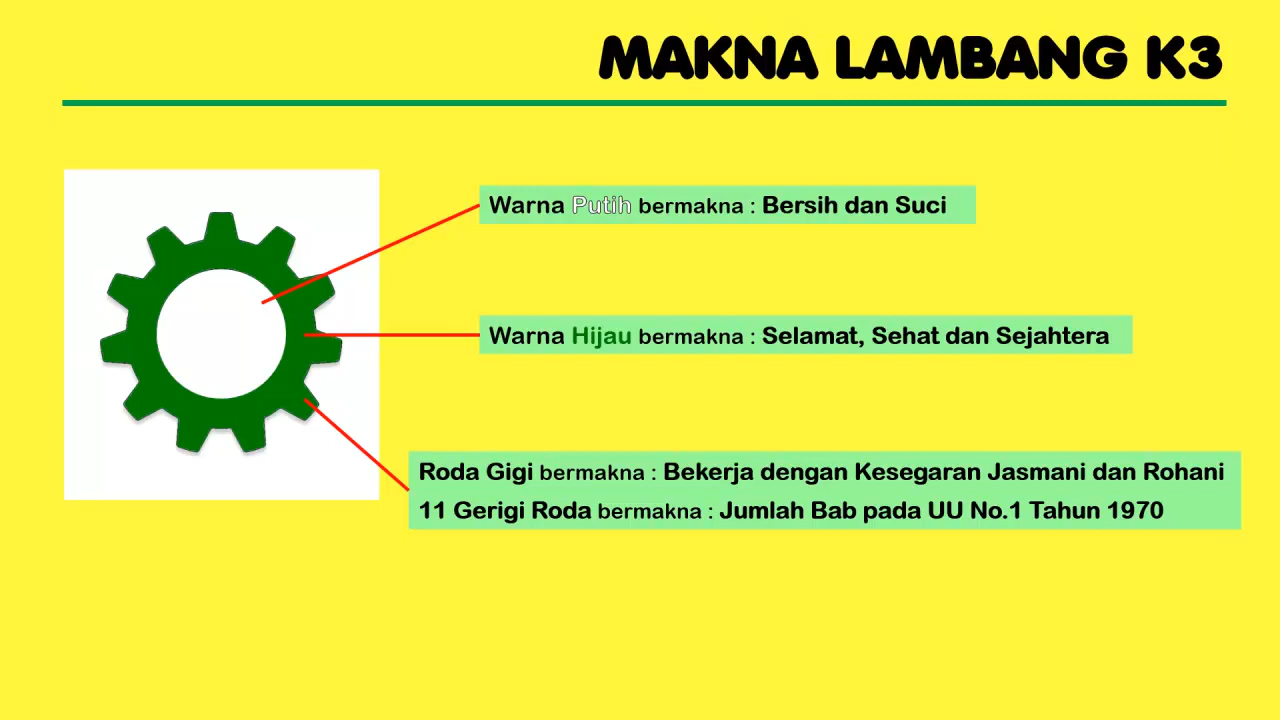 MAKNA LAMBANG K3
Warna Putih bermakna : Bersih dan Suci
Warna Hijau bermakna : Selamat, Sehat dan Sejahtera
Roda Gigi bermakna : Bekerja dengan Kesegaran Jasmani dan Rohani
11 Gerigi Roda bermakna : Jumlah Bab pada UU No.1 Tahun 1970